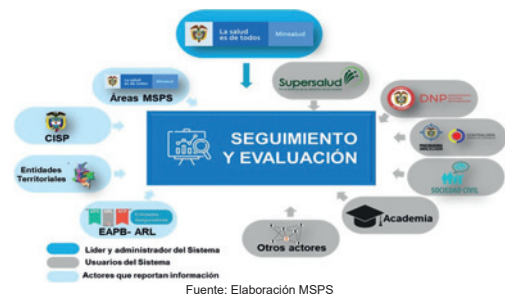 La salud
es de todos
Minsalud
Áreas MSPS
Supersalud
DNP
CISP
SEGUIMIENTO
Y EVALUACIÓN
Entidades
Territoriales
SOCIEDAD CIVIL
EAPB- ARL
Otros actores
Academia
Lider y administrador del Sistema
Usuarios del Sistema
Actores que reportan información
Fuente: Elaboración MSPS